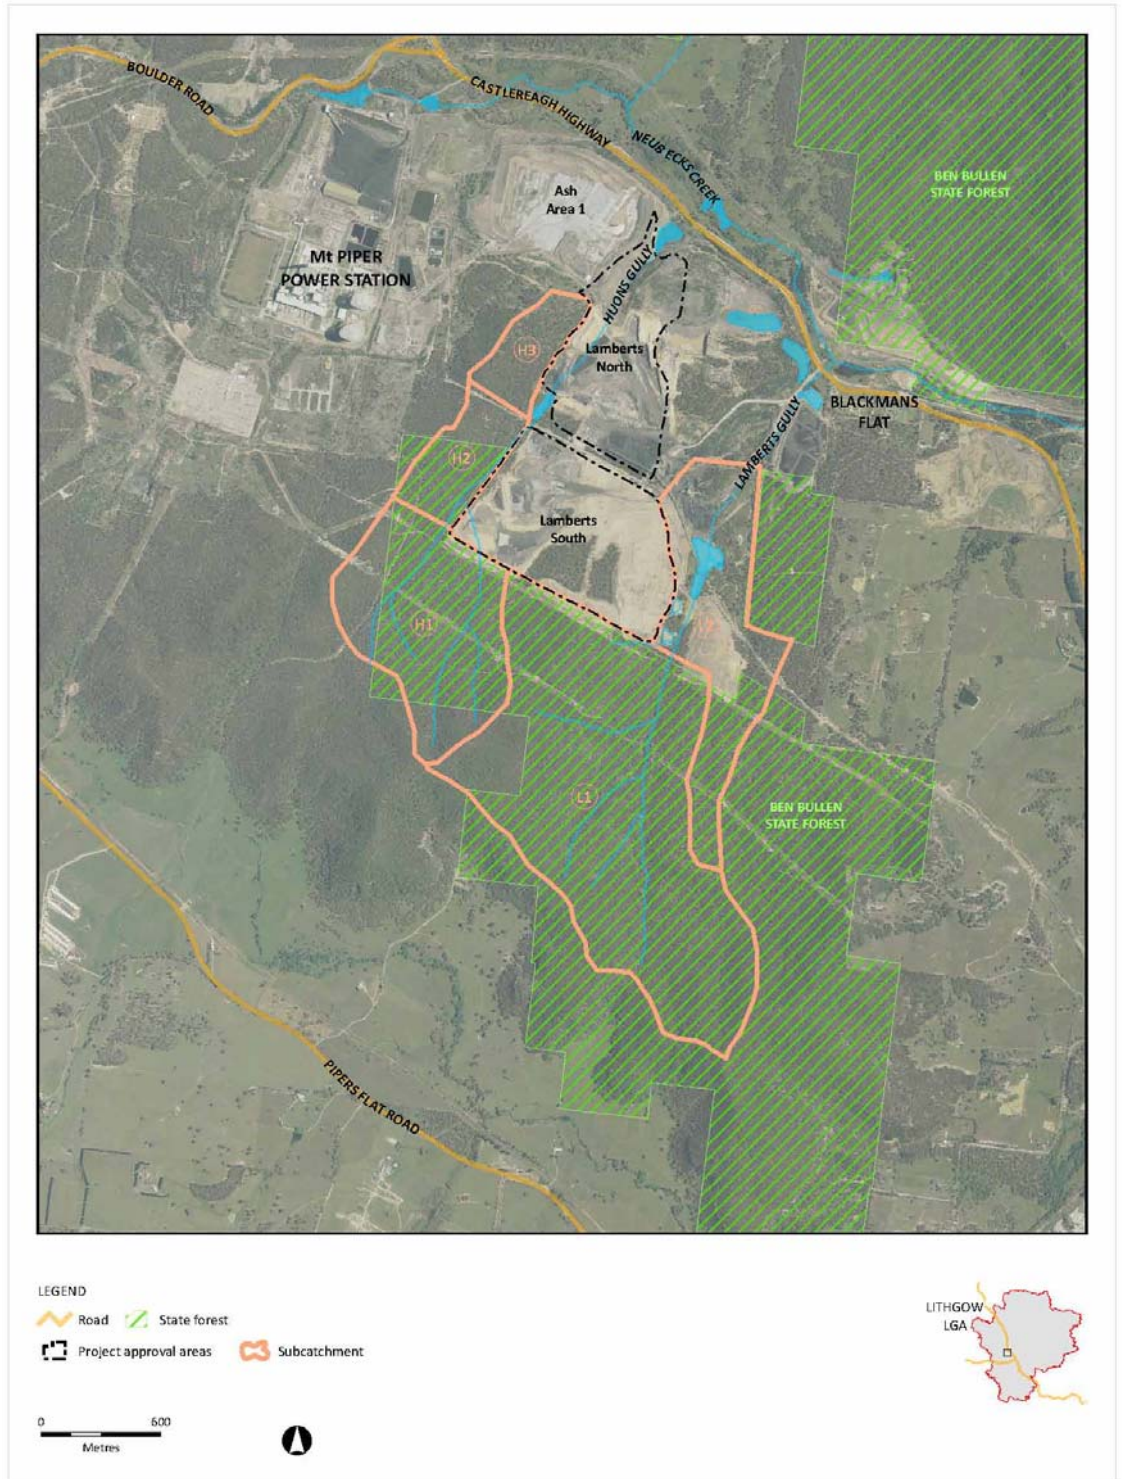 BOULDER ROAD
CASTLEREAGH HIGHWAY
NEUB ECKS CREEK
BEN BULLEN
STATE FOREST
Ash
Area 1
Mt PIPER
POWER STATION
HUONS GULLY
H3
Lamberts
North
BLACKMANS
FLAT
LAMBERTS GULLY
H2
Lamberts
South
H1
L1
BEN BULLEN
STATE FOREST
PIPERS FLAT ROAD
LEGEND
Road
State forest
Project approval areas
Subcatchment
LITHGOW
LGA
0
600
Metres